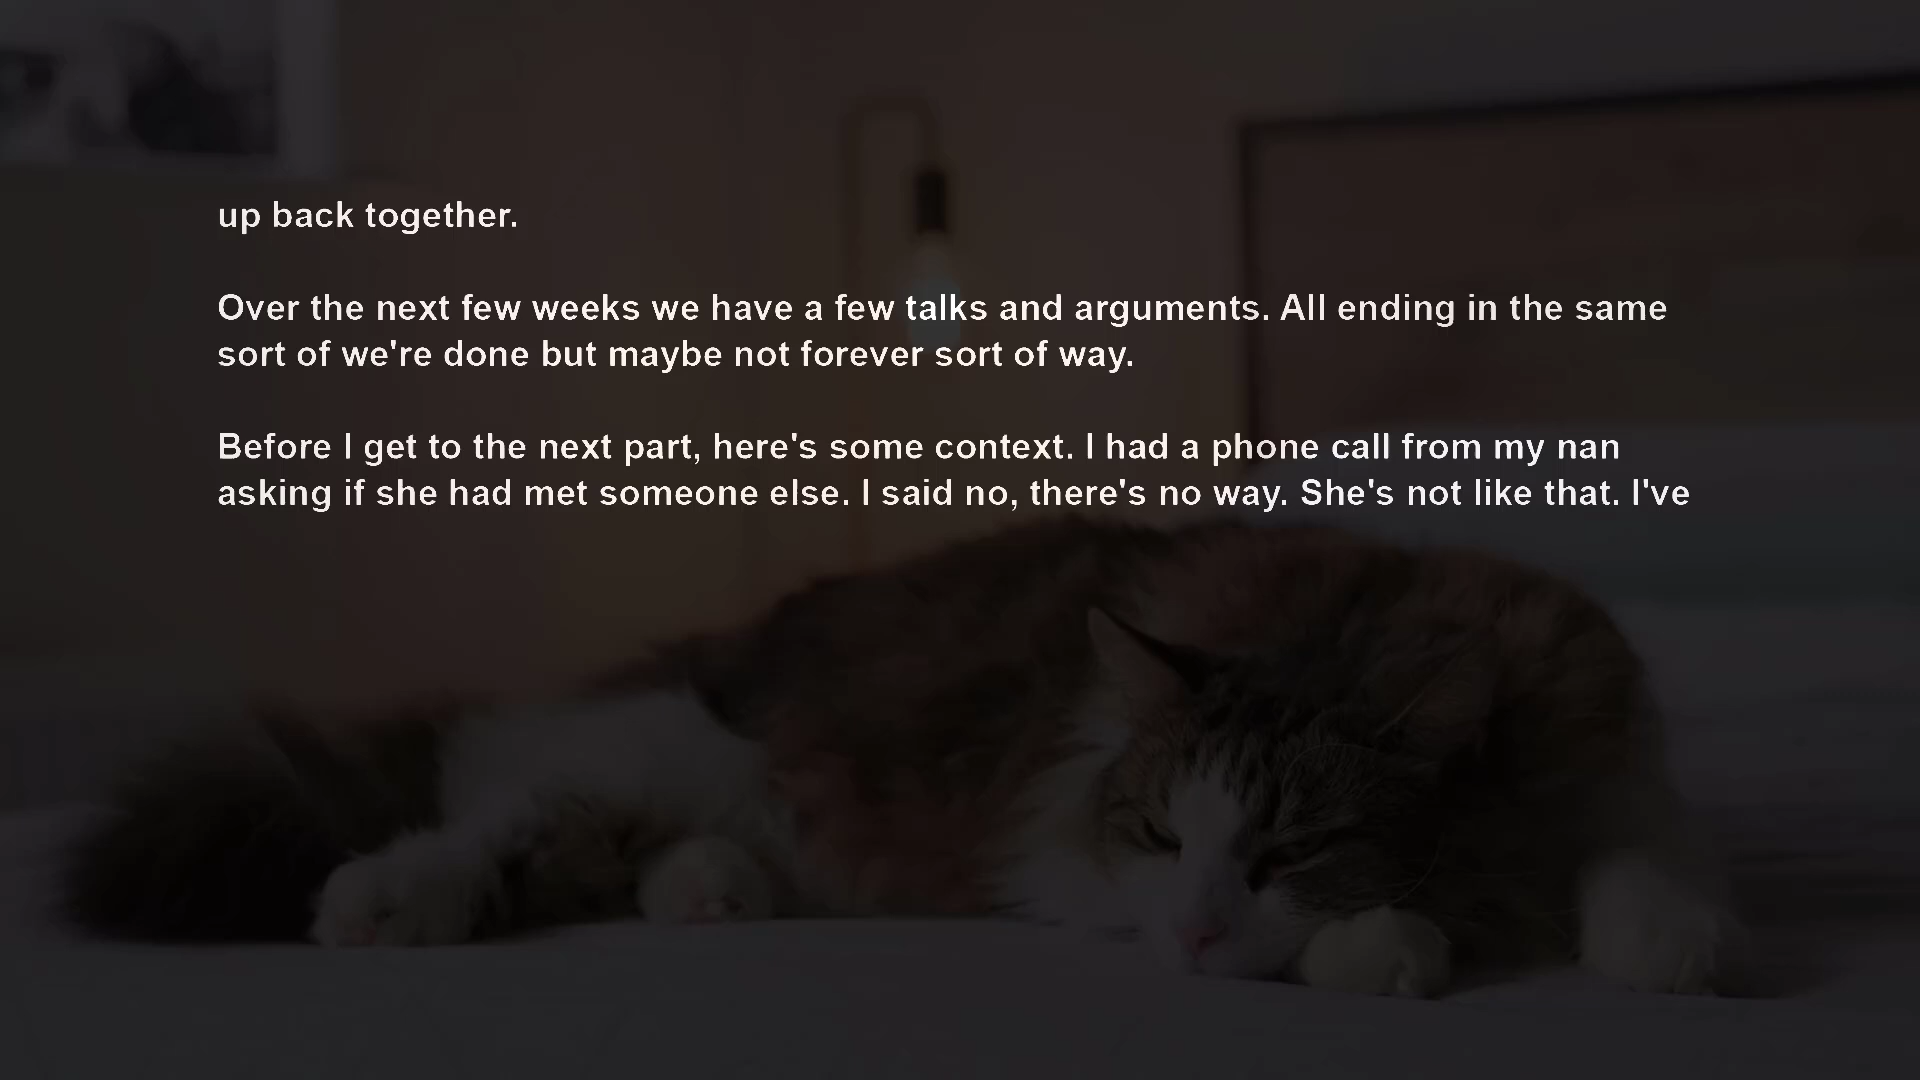 up back together.
Over the next few weeks we have a few talks and arguments. All ending in the same
sort of we're done but maybe not forever sort of way.
Before I get to the next part, here's some context. I had a phone call from my nan
asking if she had met someone else. I said no, there's no way. She's not like that. I've